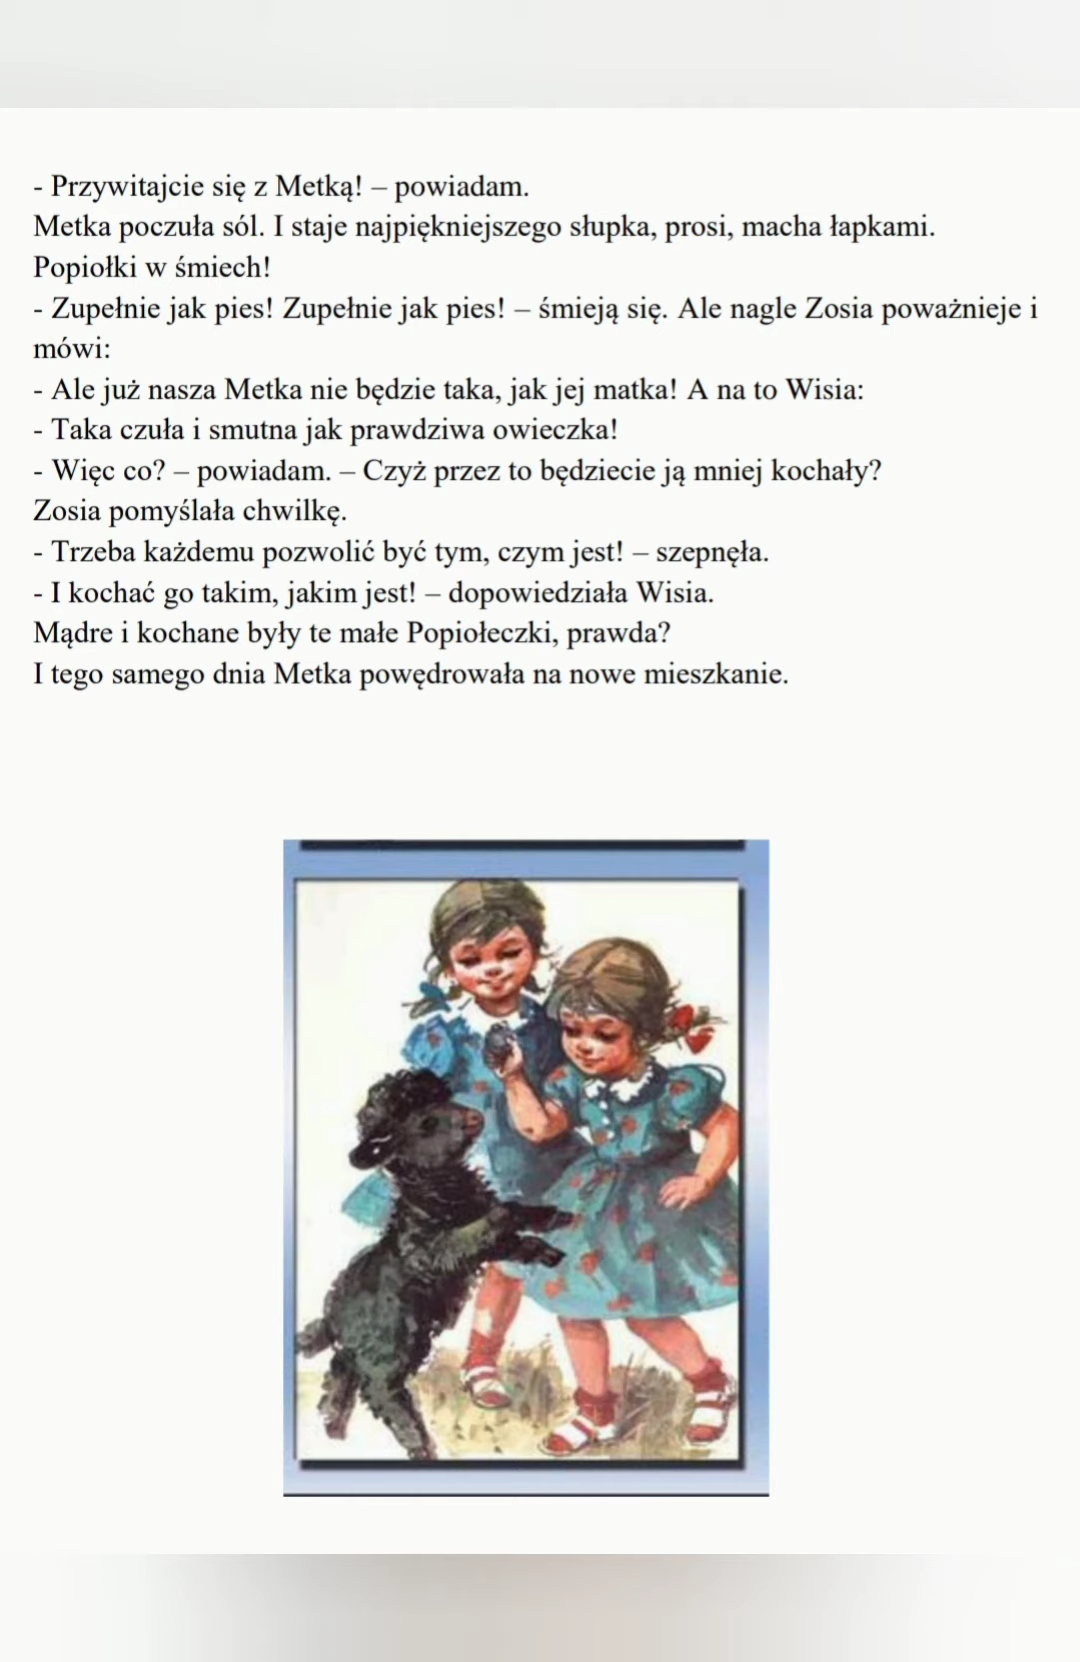 - Przywitajcie się z Metką! – powiadam.
Metka poczuła sól. I staje najpiękniejszego słupka, prosi, macha łapkami.
Popiołki w śmiech!
- Zupełnie jak pies! Zupełnie jak pies! – śmieją się. Ale nagle Zosia poważnieje i
mówi:
- Ale już nasza Metka nie będzie taka, jak jej matka! A na to Wisia:
- Taka czuła i smutna jak prawdziwa owieczka!
- Więc co? – powiadam. – Czyż przez to będziecie ją mniej kochały?
Zosia pomyślała chwilkę.
- Trzeba każdemu pozwolić być tym, czym jest! – szepnęła.
- I kochać go takim, jakim jest! – dopowiedziała Wisia.
Mądre i kochane były te małe Popiołeczki, prawda?
I tego samego dnia Metka powędrowała na nowe mieszkanie.